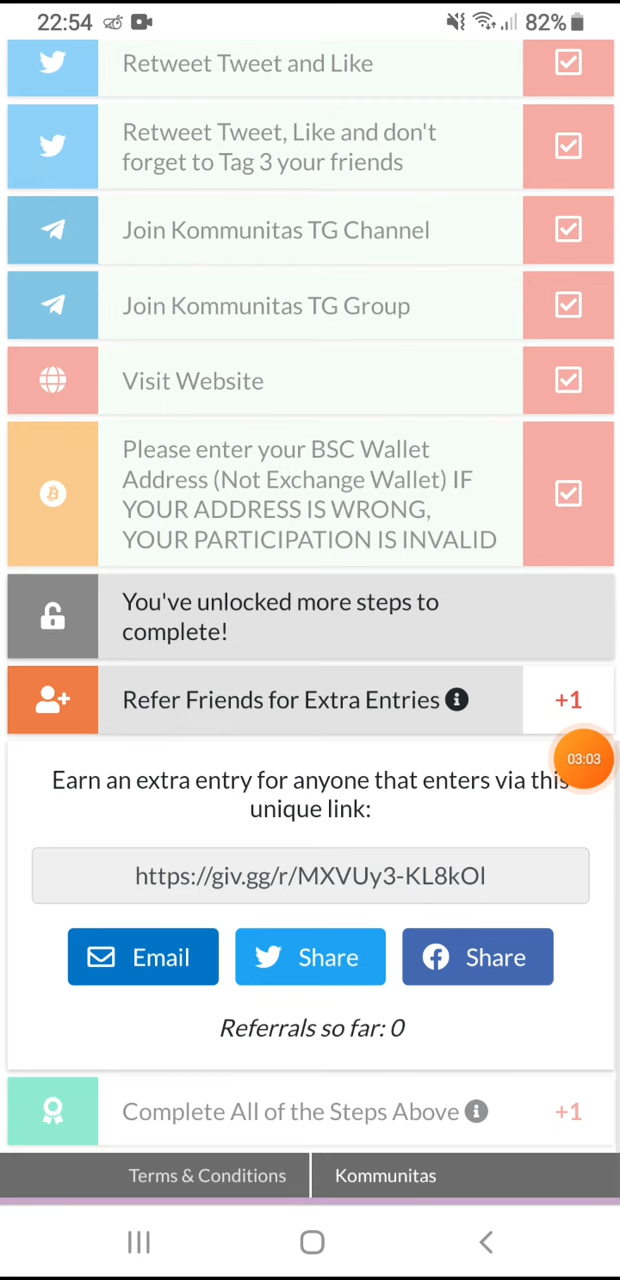 22:54
82%
Retweet Tweet and Like
Retweet Tweet, Like and don't
forget to Tag 3 your friends
Join Kommunitas TG Channel
Join Kommunitas TG Group
Visit Website
Please enter your BSC Wallet
Address (Not Exchange Wallet) IF
YOUR ADDRESS IS WRONG,
YOUR PARTICIPATION IS INVALID
You've unlocked more steps to
complete!
Refer Friends for Extra Entries +1
03:03
Earn an extra entry for anyone that enters via this
unique link:
https://giv.gg/r/MXVUy3-KL8kOl
Email Share Share
Referrals so far: 0
Complete All of the Steps Above +1
Terms & Conditions Kommunitas